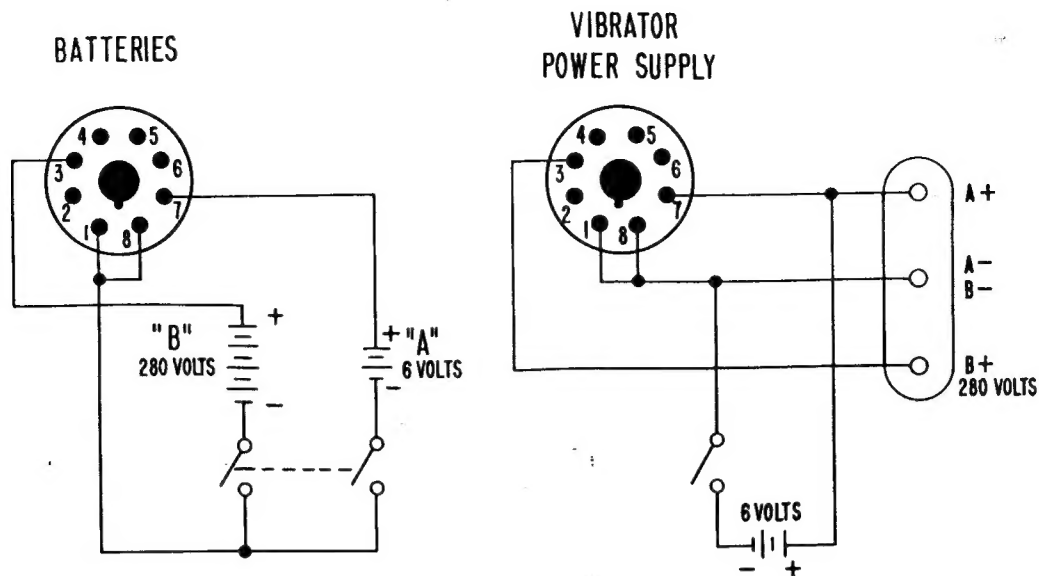 BATTERIES
4 5
3 6
2 7
1 8
+
"B"
280 VOLTS
−
+ "A"
6 VOLTS
−
VIBRATOR
POWER SUPPLY
4 5
3 6
2 7
1 8
A+
A−
B−
B+
280 VOLTS
6 VOLTS
− +